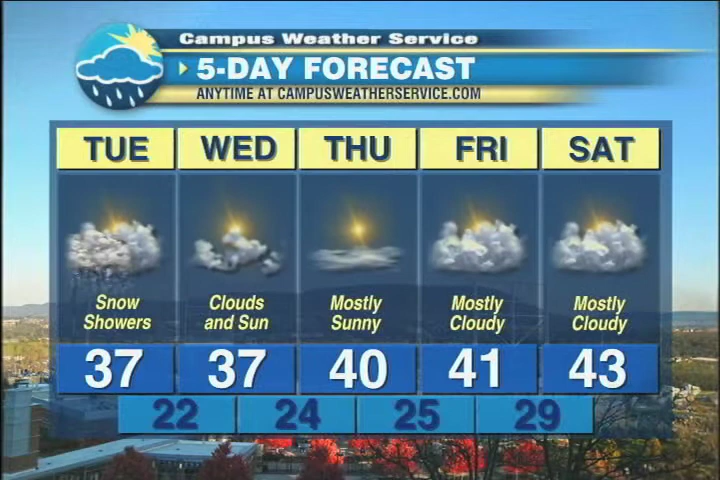 Campus Weather Service
5-DAY FORECAST
ANYTIME AT CAMPUSWEATHERSERVICE.COM
TUE WED THU FRI SAT
Snow Showers
Clouds and Sun
Mostly Sunny
Mostly Cloudy
Mostly Cloudy
37 37 40 41 43
22 24 25 29